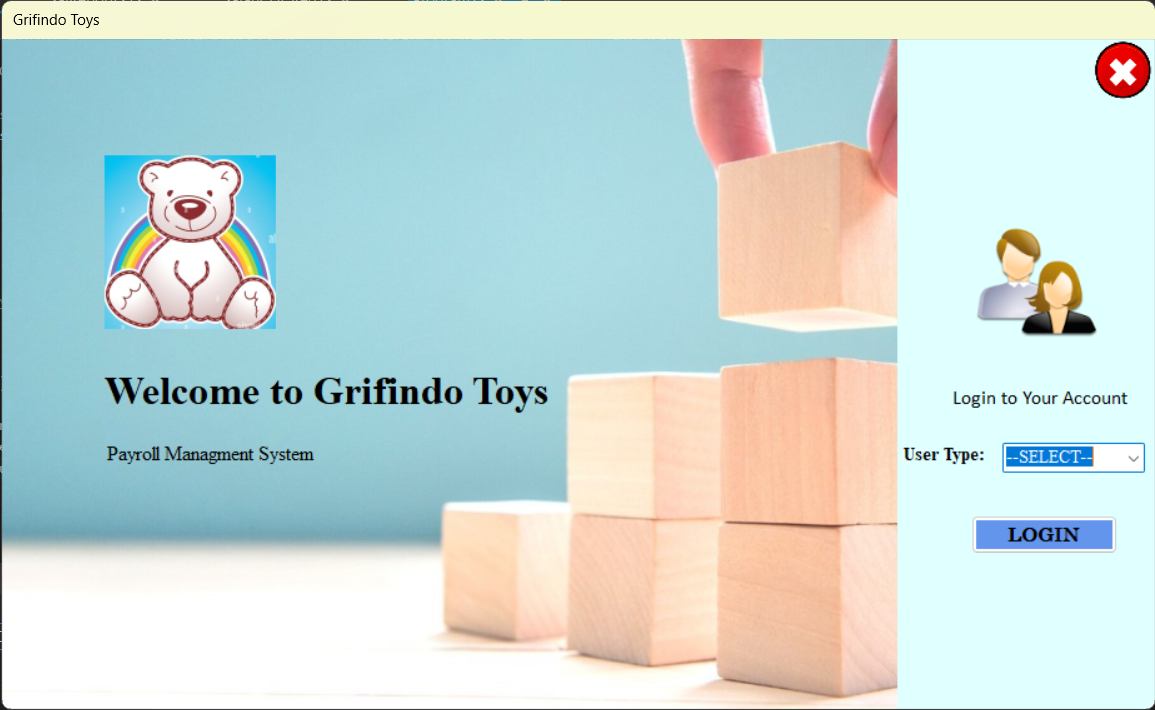 Grifindo Toys
Welcome to Grifindo Toys
Payroll Managment System
Login to Your Account
User Type:
--SELECT--
LOGIN